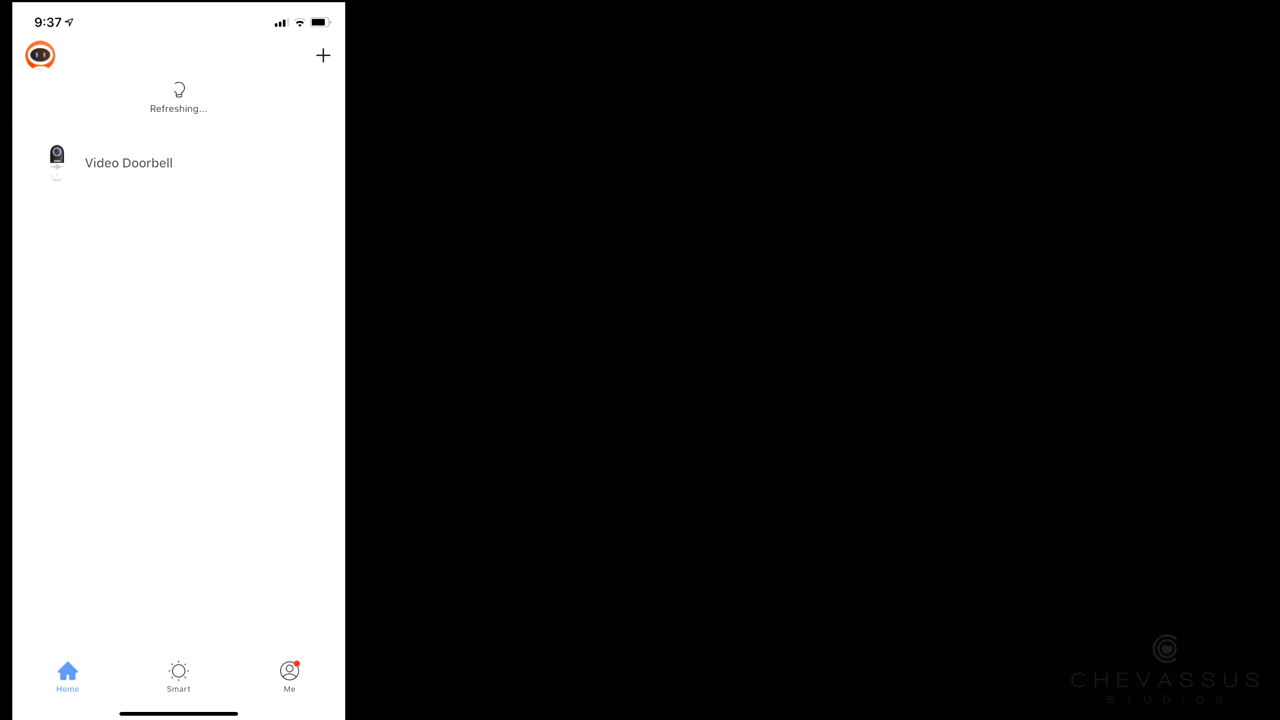 9:37
Refreshing...
Video Doorbell
Home
Smart
Me
CHEVASSUS
STUDIOS